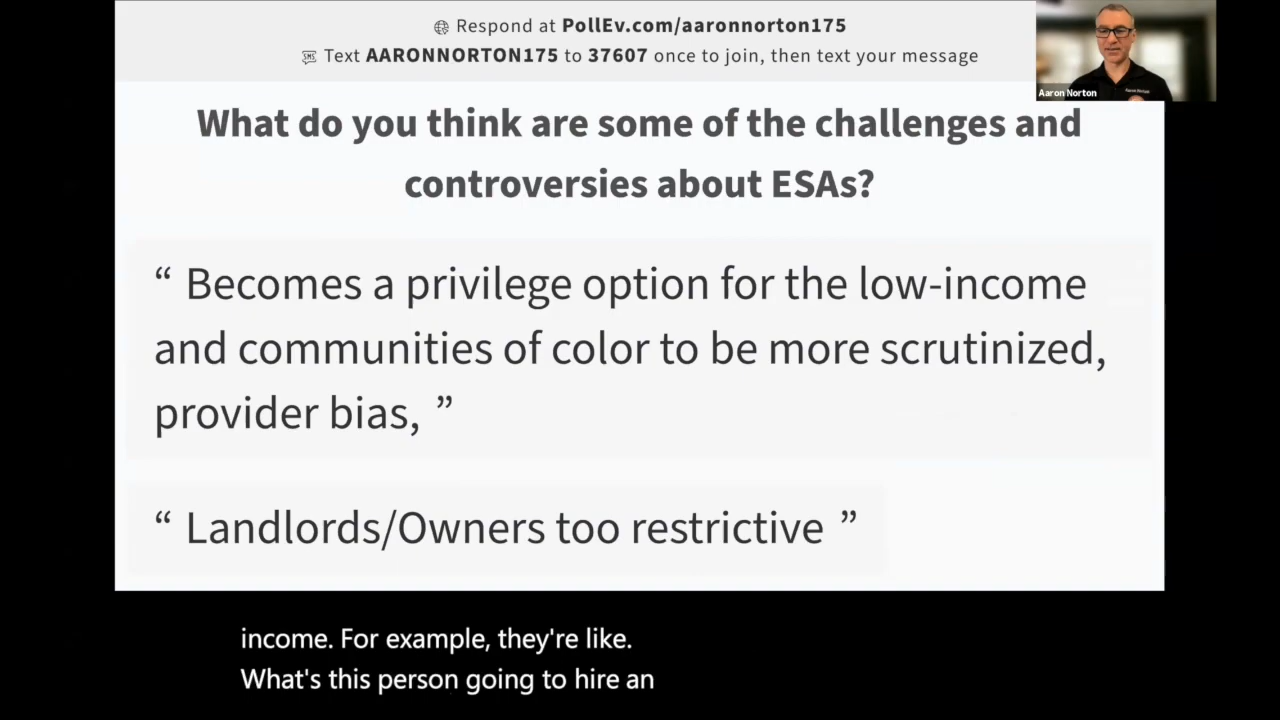 Respond at PollEv.com/aaronnorton175
Text AARONNORTON175 to 37607 once to join, then text your message
Aaron Norton
What do you think are some of the challenges and
controversies about ESAs?
“ Becomes a privilege option for the low-income
and communities of color to be more scrutinized,
provider bias, ”
“ Landlords/Owners too restrictive ”
income. For example, they're like.
What's this person going to hire an